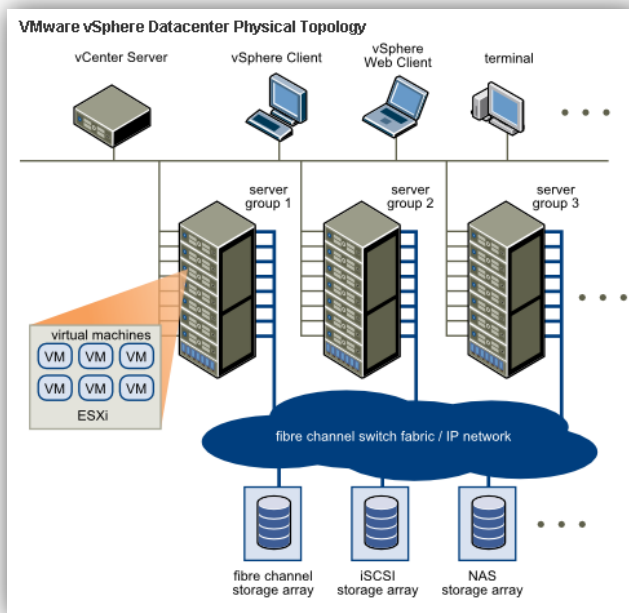 VMware vSphere Datacenter Physical Topology
vCenter Server
vSphere Client
vSphere
Web Client
terminal
server
group 1
server
group 2
server
group 3
virtual machines
VM VM VM
VM VM VM
ESXi
fibre channel switch fabric / IP network
fibre channel
storage array
iSCSI
storage array
NAS
storage array